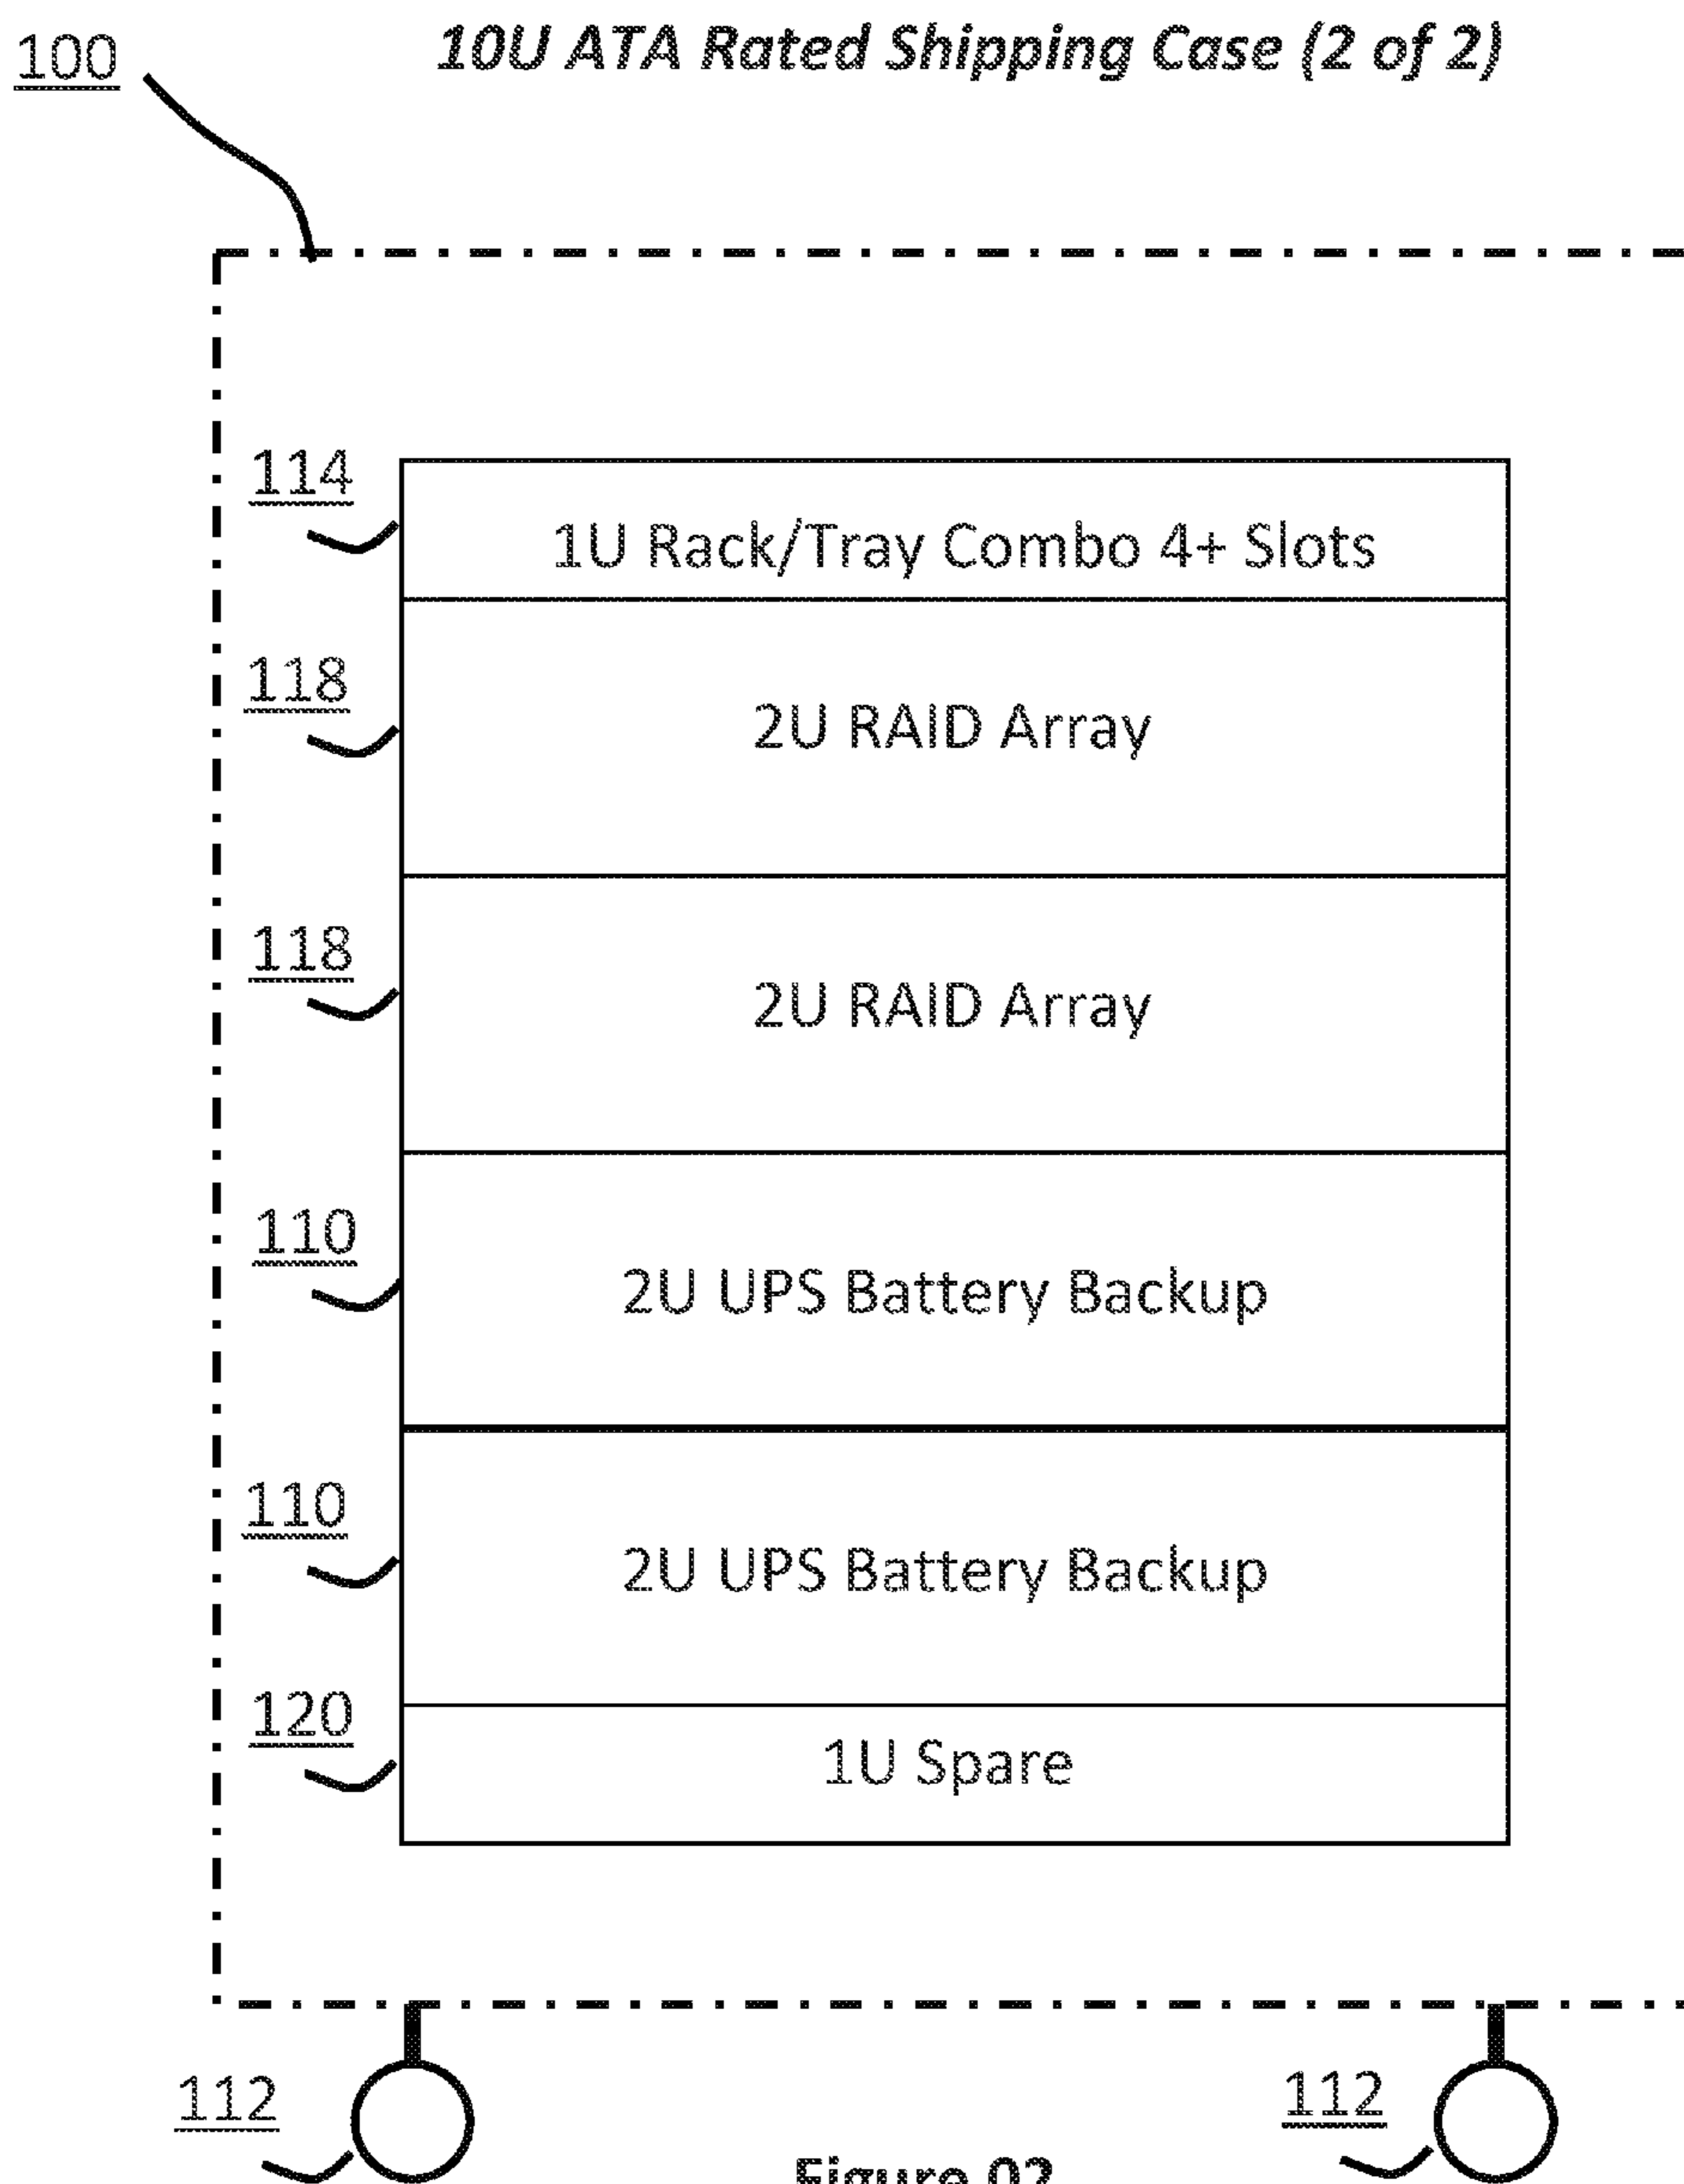 100
10U ATA Rated Shipping Case (2 of 2)
114
1U Rack/Tray Combo 4+ Slots
118
2U RAID Array
118
2U RAID Array
110
2U UPS Battery Backup
110
2U UPS Battery Backup
120
1U Spare
112
112
Figure 02